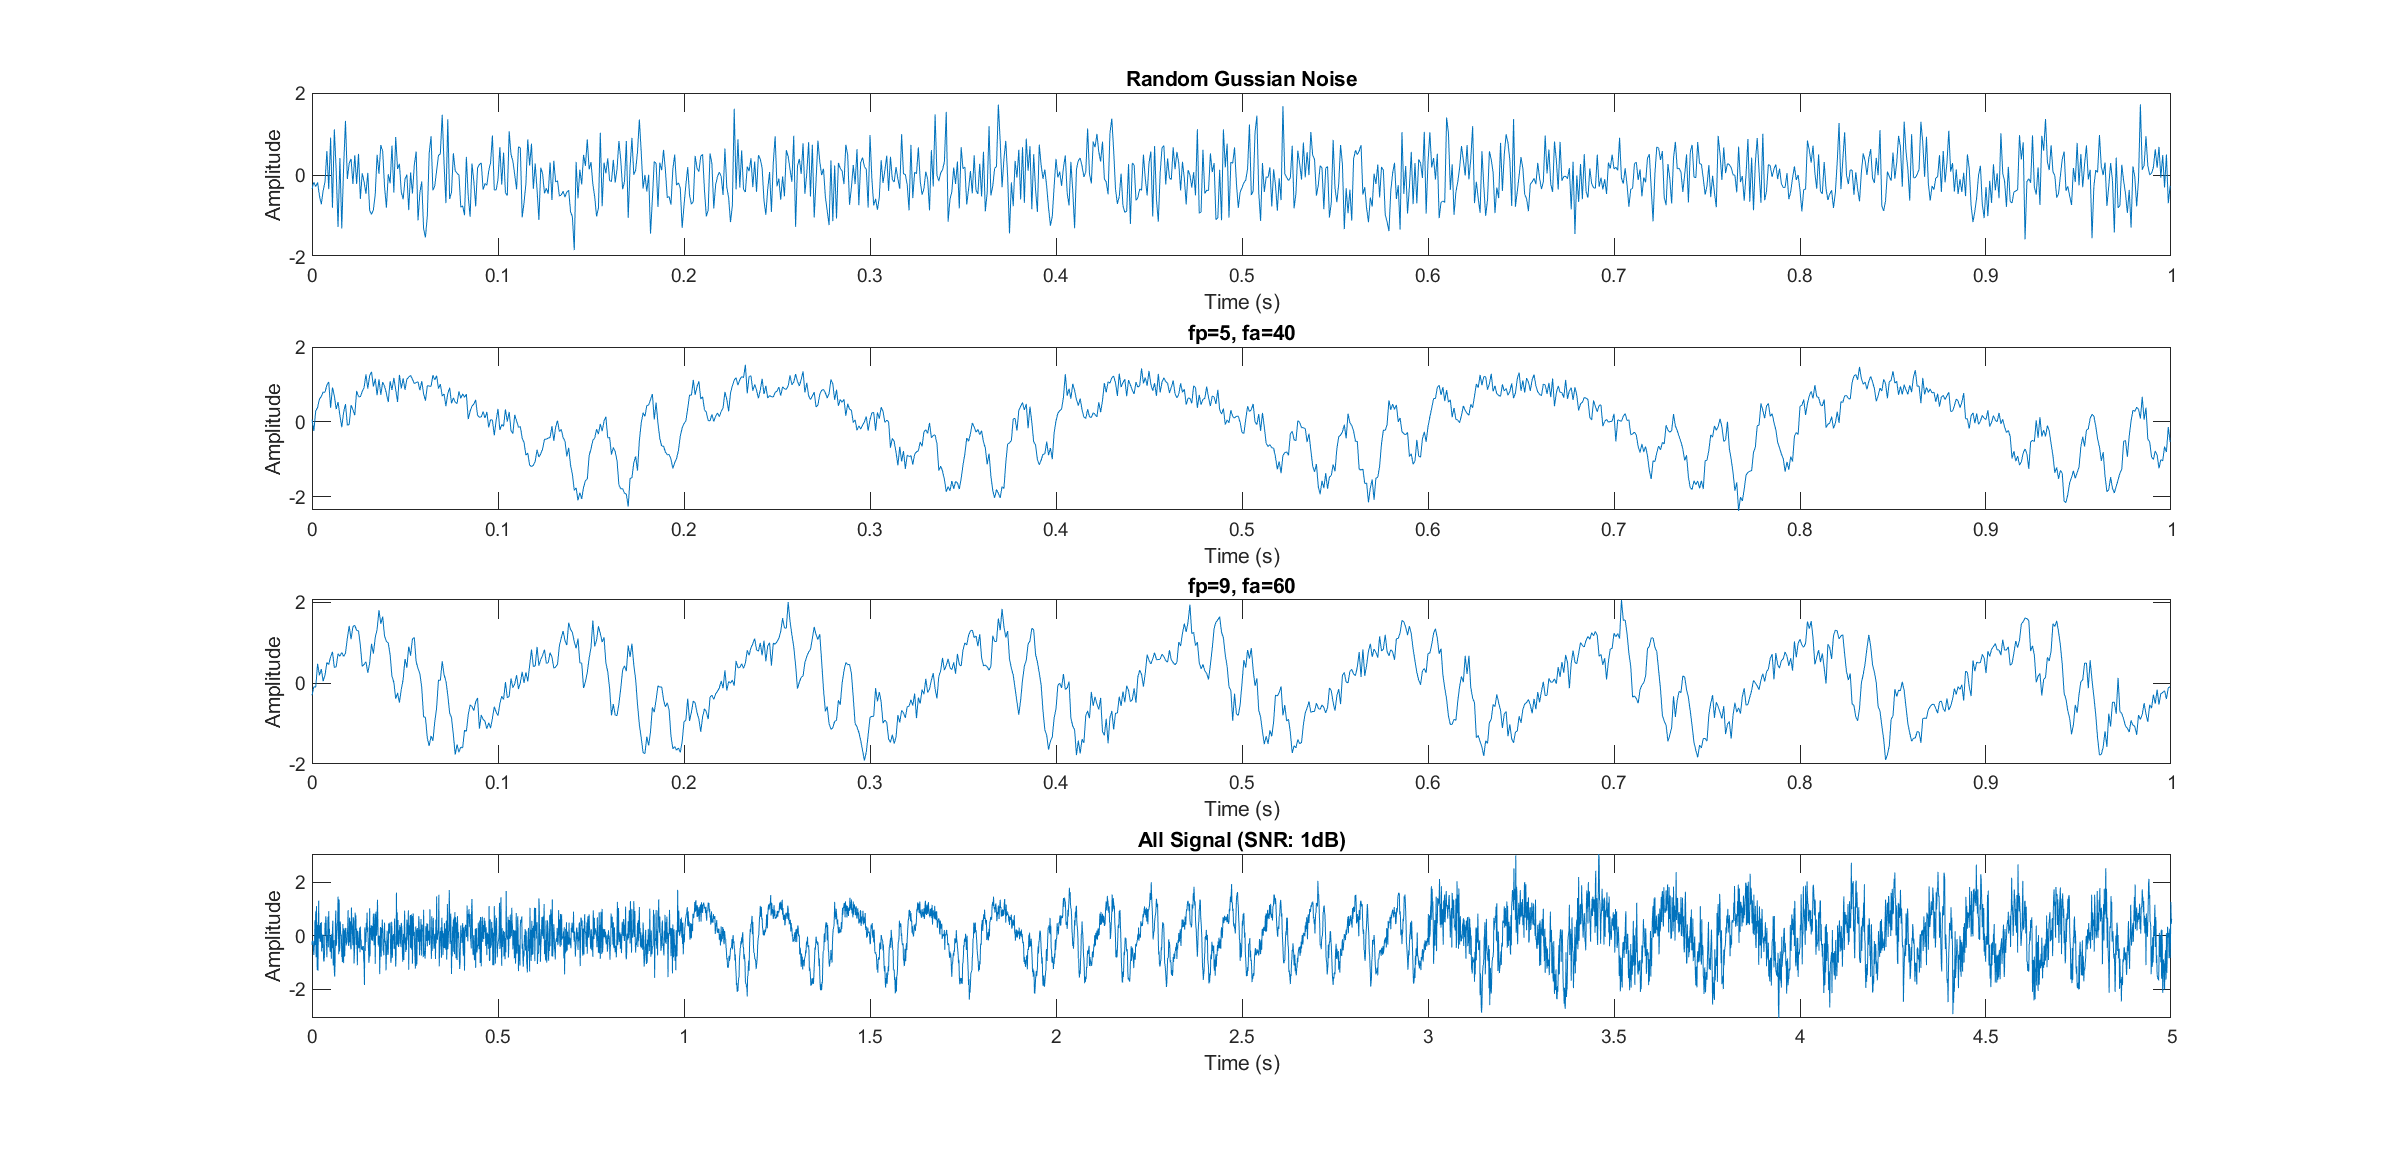 Random Gussian Noise
2
0
-2
Amplitude
0 0.1 0.2 0.3 0.4 0.5 0.6 0.7 0.8 0.9 1
Time (s)
fp=5, fa=40
2
0
-2
Amplitude
0 0.1 0.2 0.3 0.4 0.5 0.6 0.7 0.8 0.9 1
Time (s)
fp=9, fa=60
2
0
-2
Amplitude
0 0.1 0.2 0.3 0.4 0.5 0.6 0.7 0.8 0.9 1
Time (s)
All Signal (SNR: 1dB)
2
0
-2
Amplitude
0 0.5 1 1.5 2 2.5 3 3.5 4 4.5 5
Time (s)